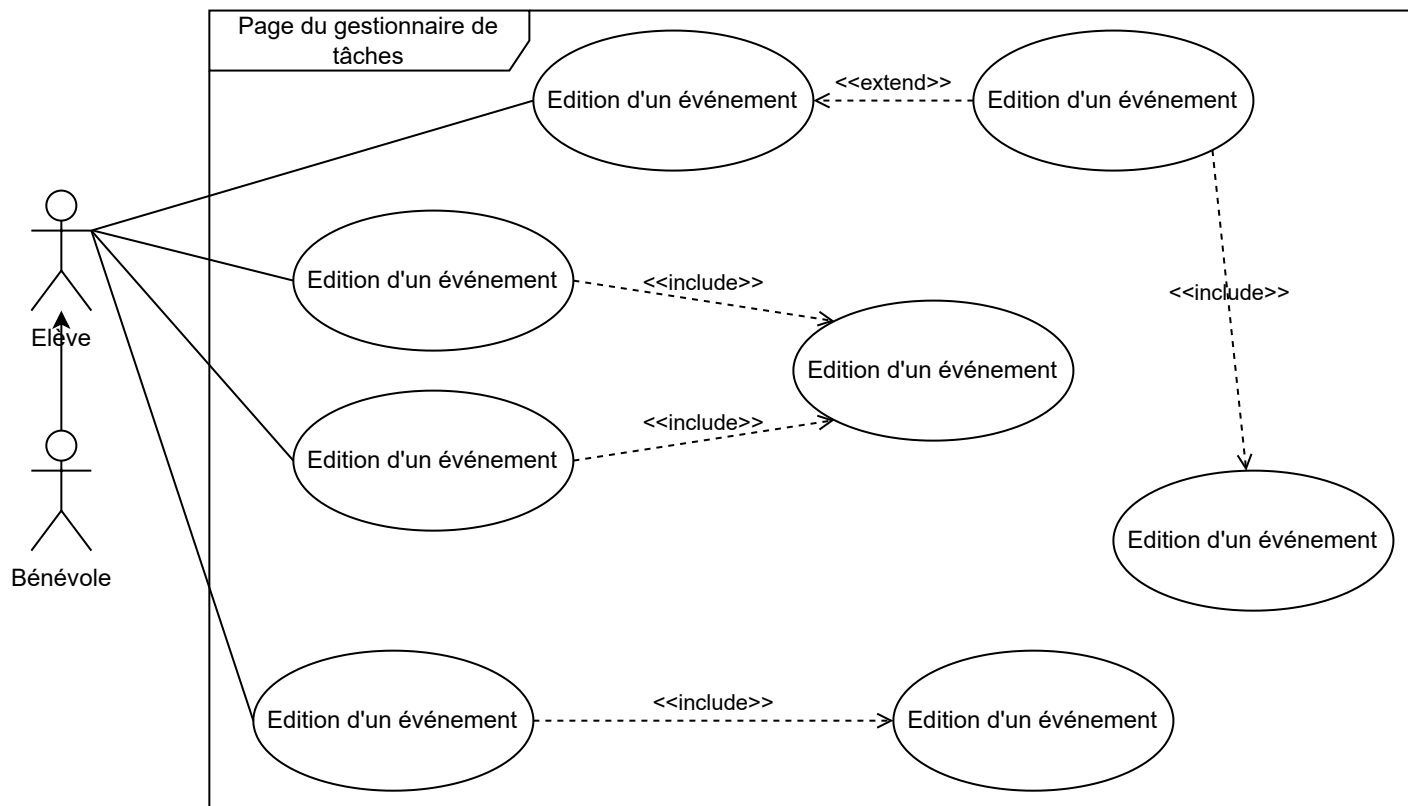 Page du gestionnaire de
tâches
Edition d'un événement
<<extend>>
Edition d'un événement
Edition d'un événement
<<include>>
<<include>>
Elève
Edition d'un événement
<<include>>
Edition d'un événement
Edition d'un événement
Bénévole
<<include>>
Edition d'un événement
Edition d'un événement